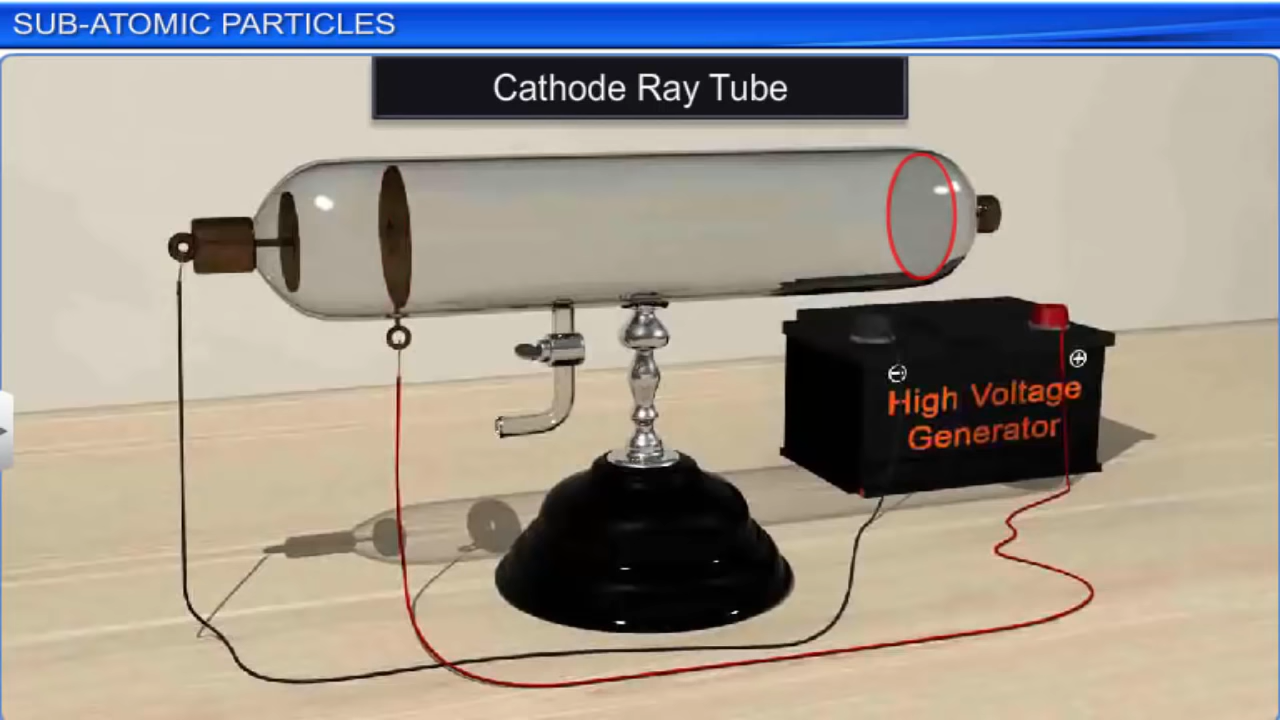 SUB-ATOMIC PARTICLES
Cathode Ray Tube
High Voltage
Generator